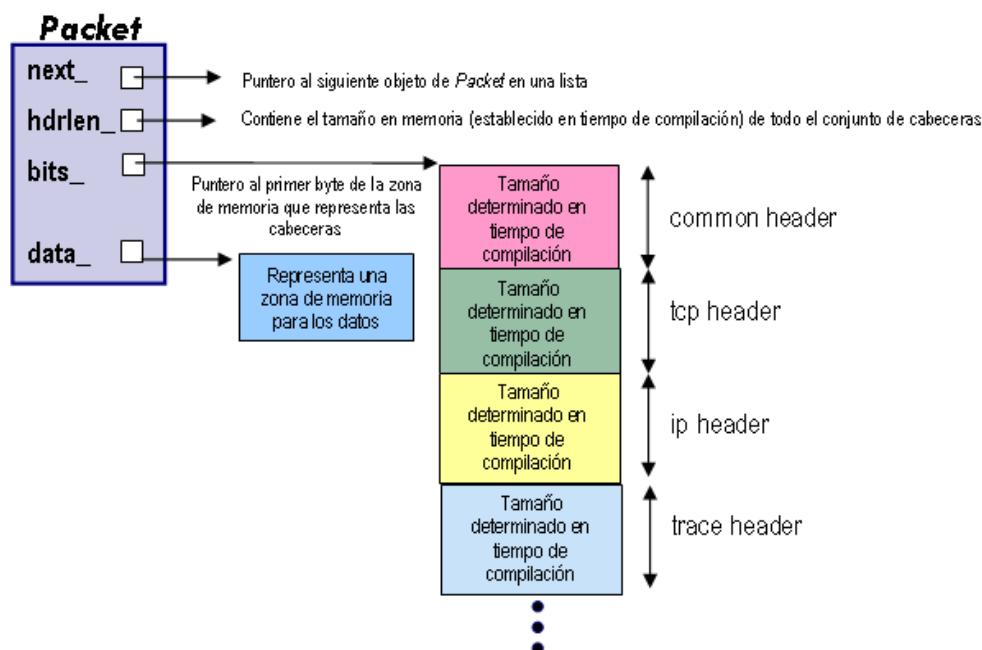 Packet
next_
Puntero al siguiente objeto de Packet en una lista
hdrlen_
Contiene el tamaño en memoria (establecido en tiempo de compilación) de todo el conjunto de cabeceras
bits_
Puntero al primer byte de la zona
de memoria que representa las
cabeceras
data_
Representa una
zona de memoria
para los datos
Tamaño
determinado en
tiempo de
compilación
common header
Tamaño
determinado en
tiempo de
compilación
tcp header
Tamaño
determinado en
tiempo de
compilación
ip header
Tamaño
determinado en
tiempo de
compilación
trace header